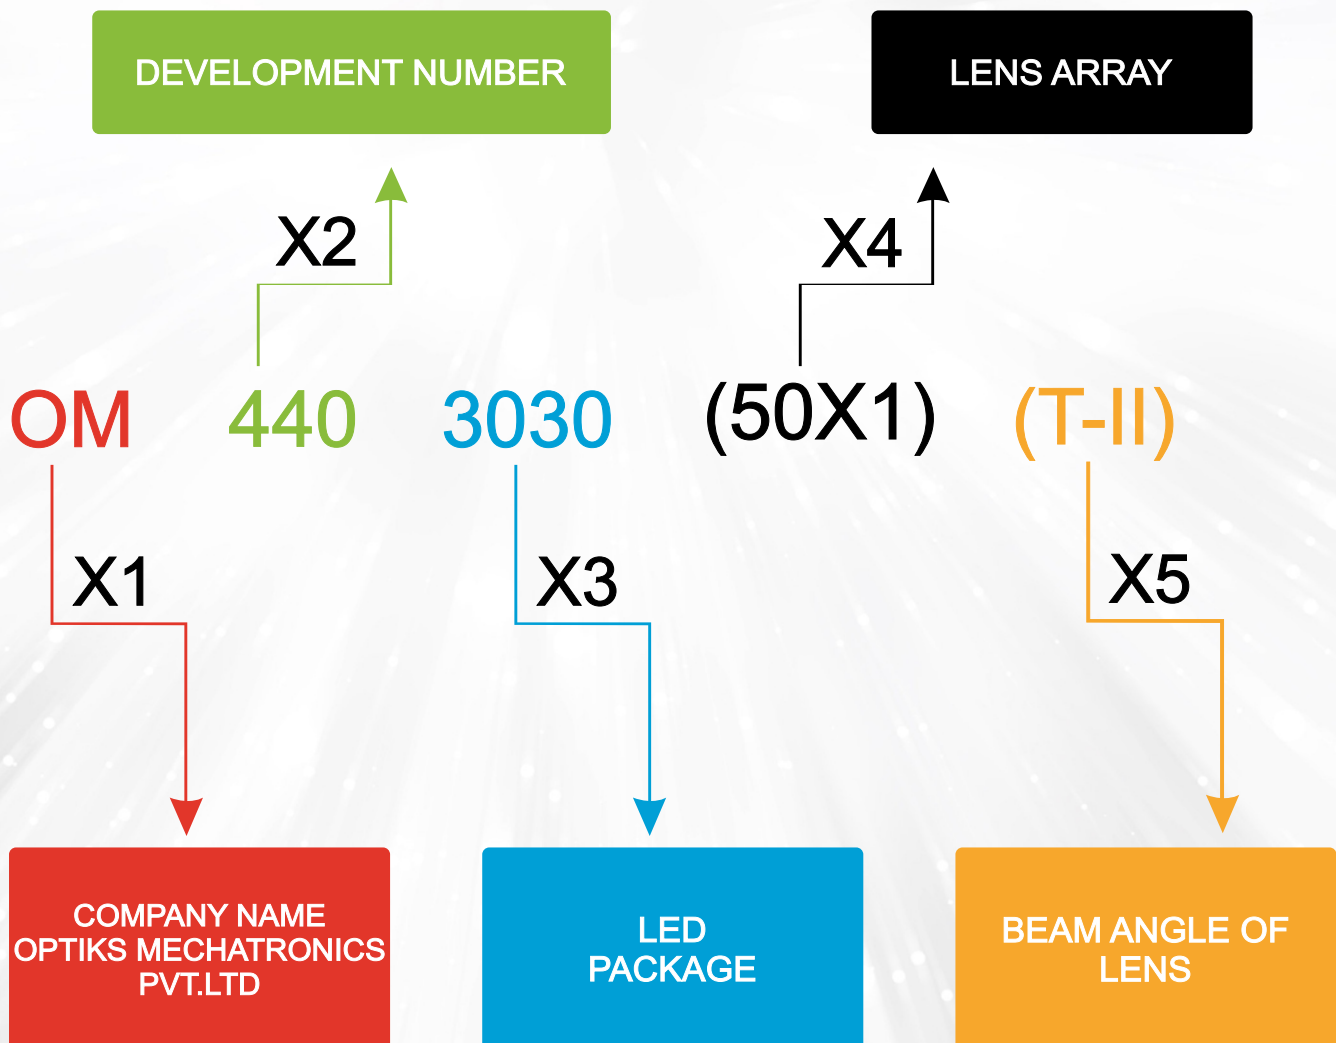 DEVELOPMENT NUMBER
LENS ARRAY
X2
X4
OM 440 3030 (50X1) (T-II)
X1
X3
X5
COMPANY NAME
OPTIKS MECHATRONICS
PVT.LTD
LED
PACKAGE
BEAM ANGLE OF
LENS